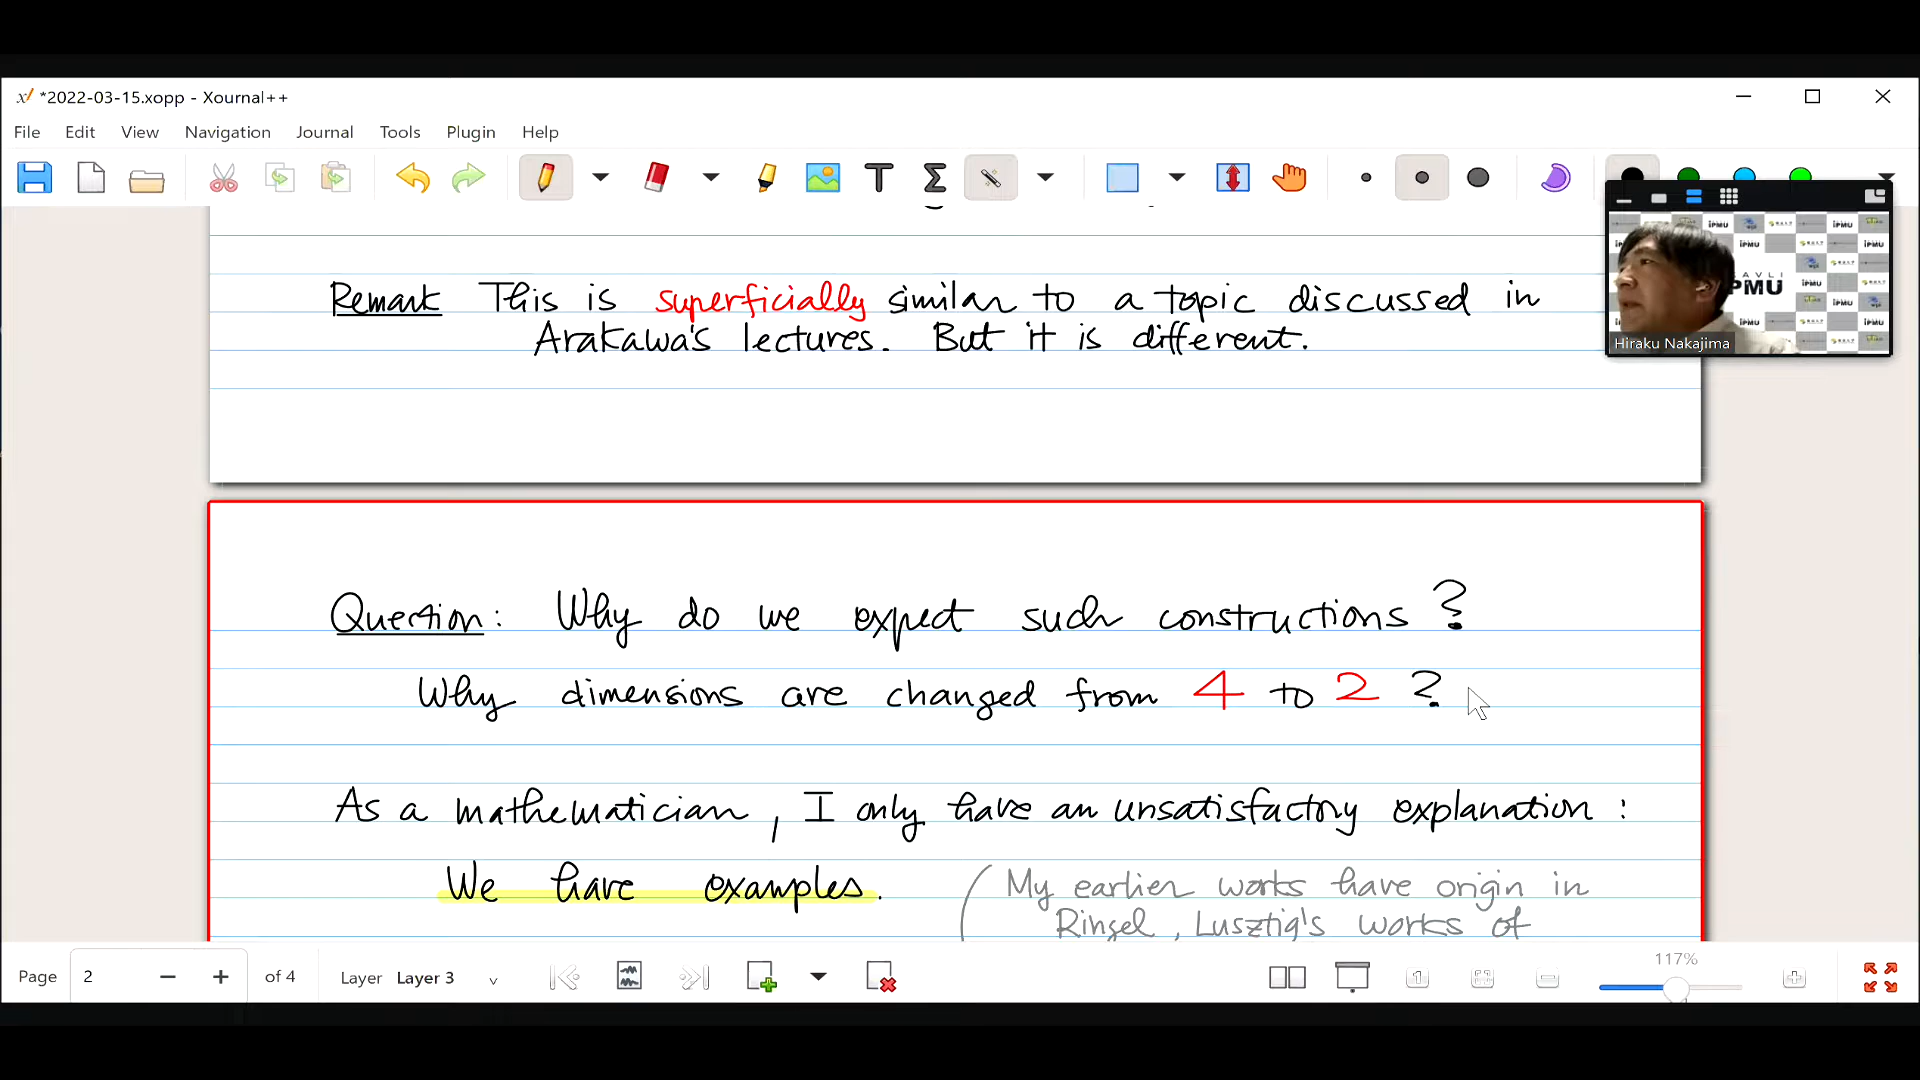 *2022-03-15.xopp - Xournal++
File Edit View Navigation Journal Tools Plugin Help
Remark This is superficially similar to a topic discussed in
Arakawa's lectures. But it is different.
Hiraku Nakajima
Question: Why do we expect such constructions?
Why dimensions are changed from 4 to 2 ?
As a mathematician, I only have an unsatisfactory explanation:
We have examples.
(My earlier works have origin in
Ringel, Lusztig's works of
Page 2 of 4 Layer Layer 3 117%